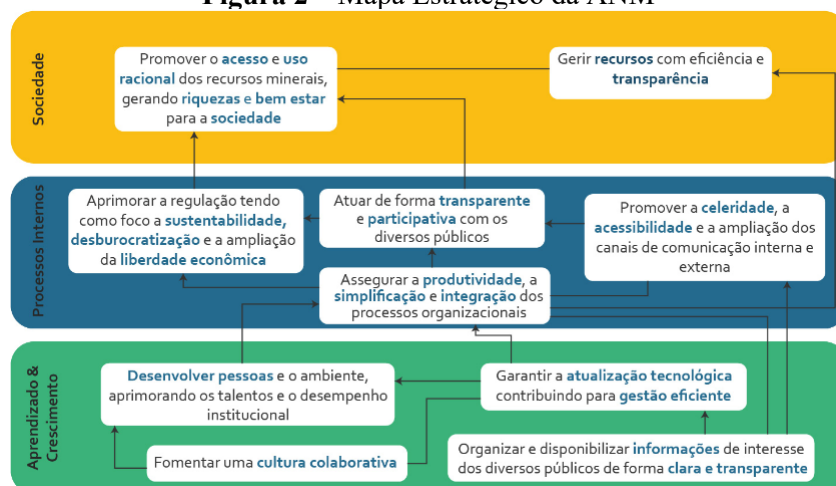 Figura 2 – Mapa Estratégico da ANM
Sociedade
Promover o acesso e uso
racional dos recursos minerais,
gerando riquezas e bem estar
para a sociedade
Gerir recursos com eficiência e
transparência
Processos Internos
Aprimorar a regulação tendo
como foco a sustentabilidade,
desburocratização e a ampliação
da liberdade econômica
Atuar de forma transparente
e participativa com os
diversos públicos
Promover a celeridade, a
acessibilidade e a ampliação dos
canais de comunicação interna e
externa
Assegurar a produtividade, a
simplificação e integração dos
processos organizacionais
Aprendizado &
Crescimento
Desenvolver pessoas e o ambiente,
aprimorando os talentos e o desempenho
institucional
Garantir a atualização tecnológica
contribuindo para gestão eficiente
Fomentar uma cultura colaborativa
Organizar e disponibilizar informações de interesse
dos diversos públicos de forma clara e transparente